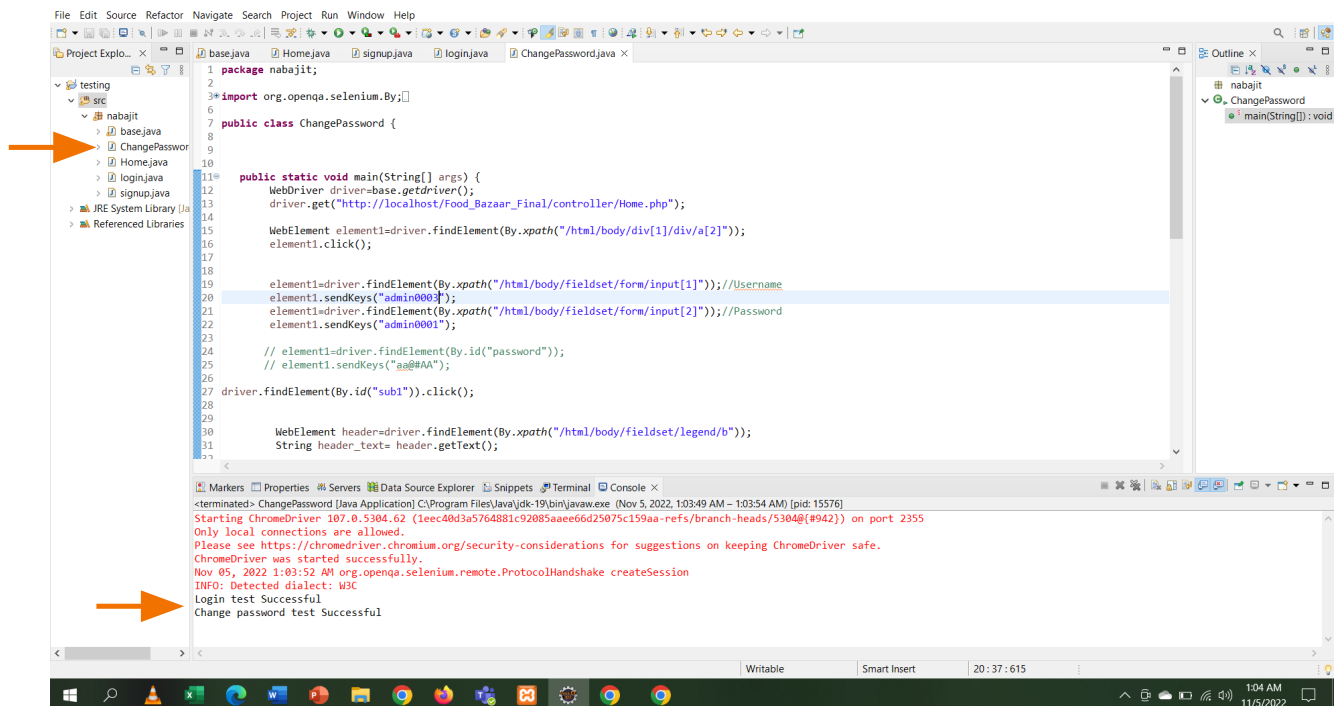 File Edit Source Refactor Navigate Search Project Run Window Help
Project Explo...
base.java
Home.java
signup.java
login.java
ChangePassword.java
Outline
testing
src
nabajit
base.java
ChangePasswor
Home.java
login.java
signup.java
JRE System Library [Ja
Referenced Libraries
1 package nabajit;
2
3 import org.openqa.selenium.By;
6
7 public class ChangePassword {
8
9
10
11 public static void main(String[] args) {
12 WebDriver driver=base.getdriver();
13 driver.get("http://localhost/Food_Bazaar_Final/controller/Home.php");
14
15 WebElement element1=driver.findElement(By.xpath("/html/body/div[1]/div/a[2]"));
16 element1.click();
17
18
19 element1=driver.findElement(By.xpath("/html/body/fieldset/form/input[1]"));//Username
20 element1.sendKeys("admin0003");
21 element1=driver.findElement(By.xpath("/html/body/fieldset/form/input[2]"));//Password
22 element1.sendKeys("admin0001");
23
24 // element1=driver.findElement(By.id("password"));
25 // element1.sendKeys("aa@#AA");
26
27 driver.findElement(By.id("sub1")).click();
28
29
30 WebElement header=driver.findElement(By.xpath("/html/body/fieldset/legend/b"));
31 String header_text= header.getText();
32
nabajit
ChangePassword
main(String[]) : void
Markers Properties Servers Data Source Explorer Snippets Terminal Console
<terminated> ChangePassword [Java Application] C:\Program Files\Java\jdk-19\bin\javaw.exe (Nov 5, 2022, 1:03:49 AM – 1:03:54 AM) [pid: 15576]
Starting ChromeDriver 107.0.5304.62 (1eec40d3a5764881c92085aaee66d25075c159aa-refs/branch-heads/5304@{#942}) on port 2355
Only local connections are allowed.
Please see https://chromedriver.chromium.org/security-considerations for suggestions on keeping ChromeDriver safe.
ChromeDriver was started successfully.
Nov 05, 2022 1:03:52 AM org.openqa.selenium.remote.ProtocolHandshake createSession
INFO: Detected dialect: W3C
Login test Successful
Change password test Successful
Writable
Smart Insert
20 : 37 : 615
1:04 AM
11/5/2022